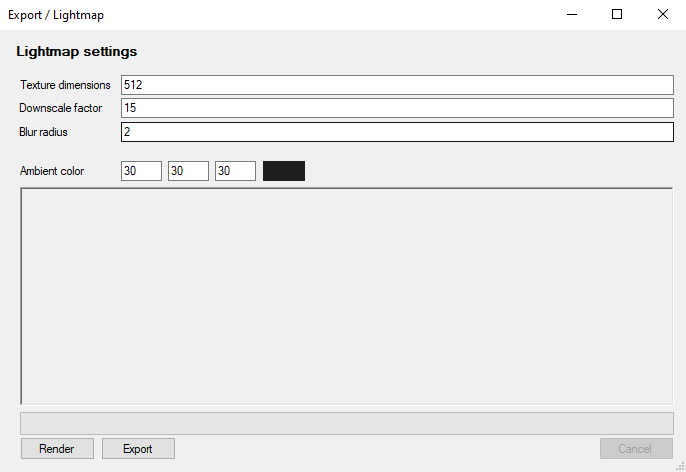 Export / Lightmap
Lightmap settings
Texture dimensions 512
Downscale factor 15
Blur radius 2
Ambient color 30 30 30
Render Export Cancel